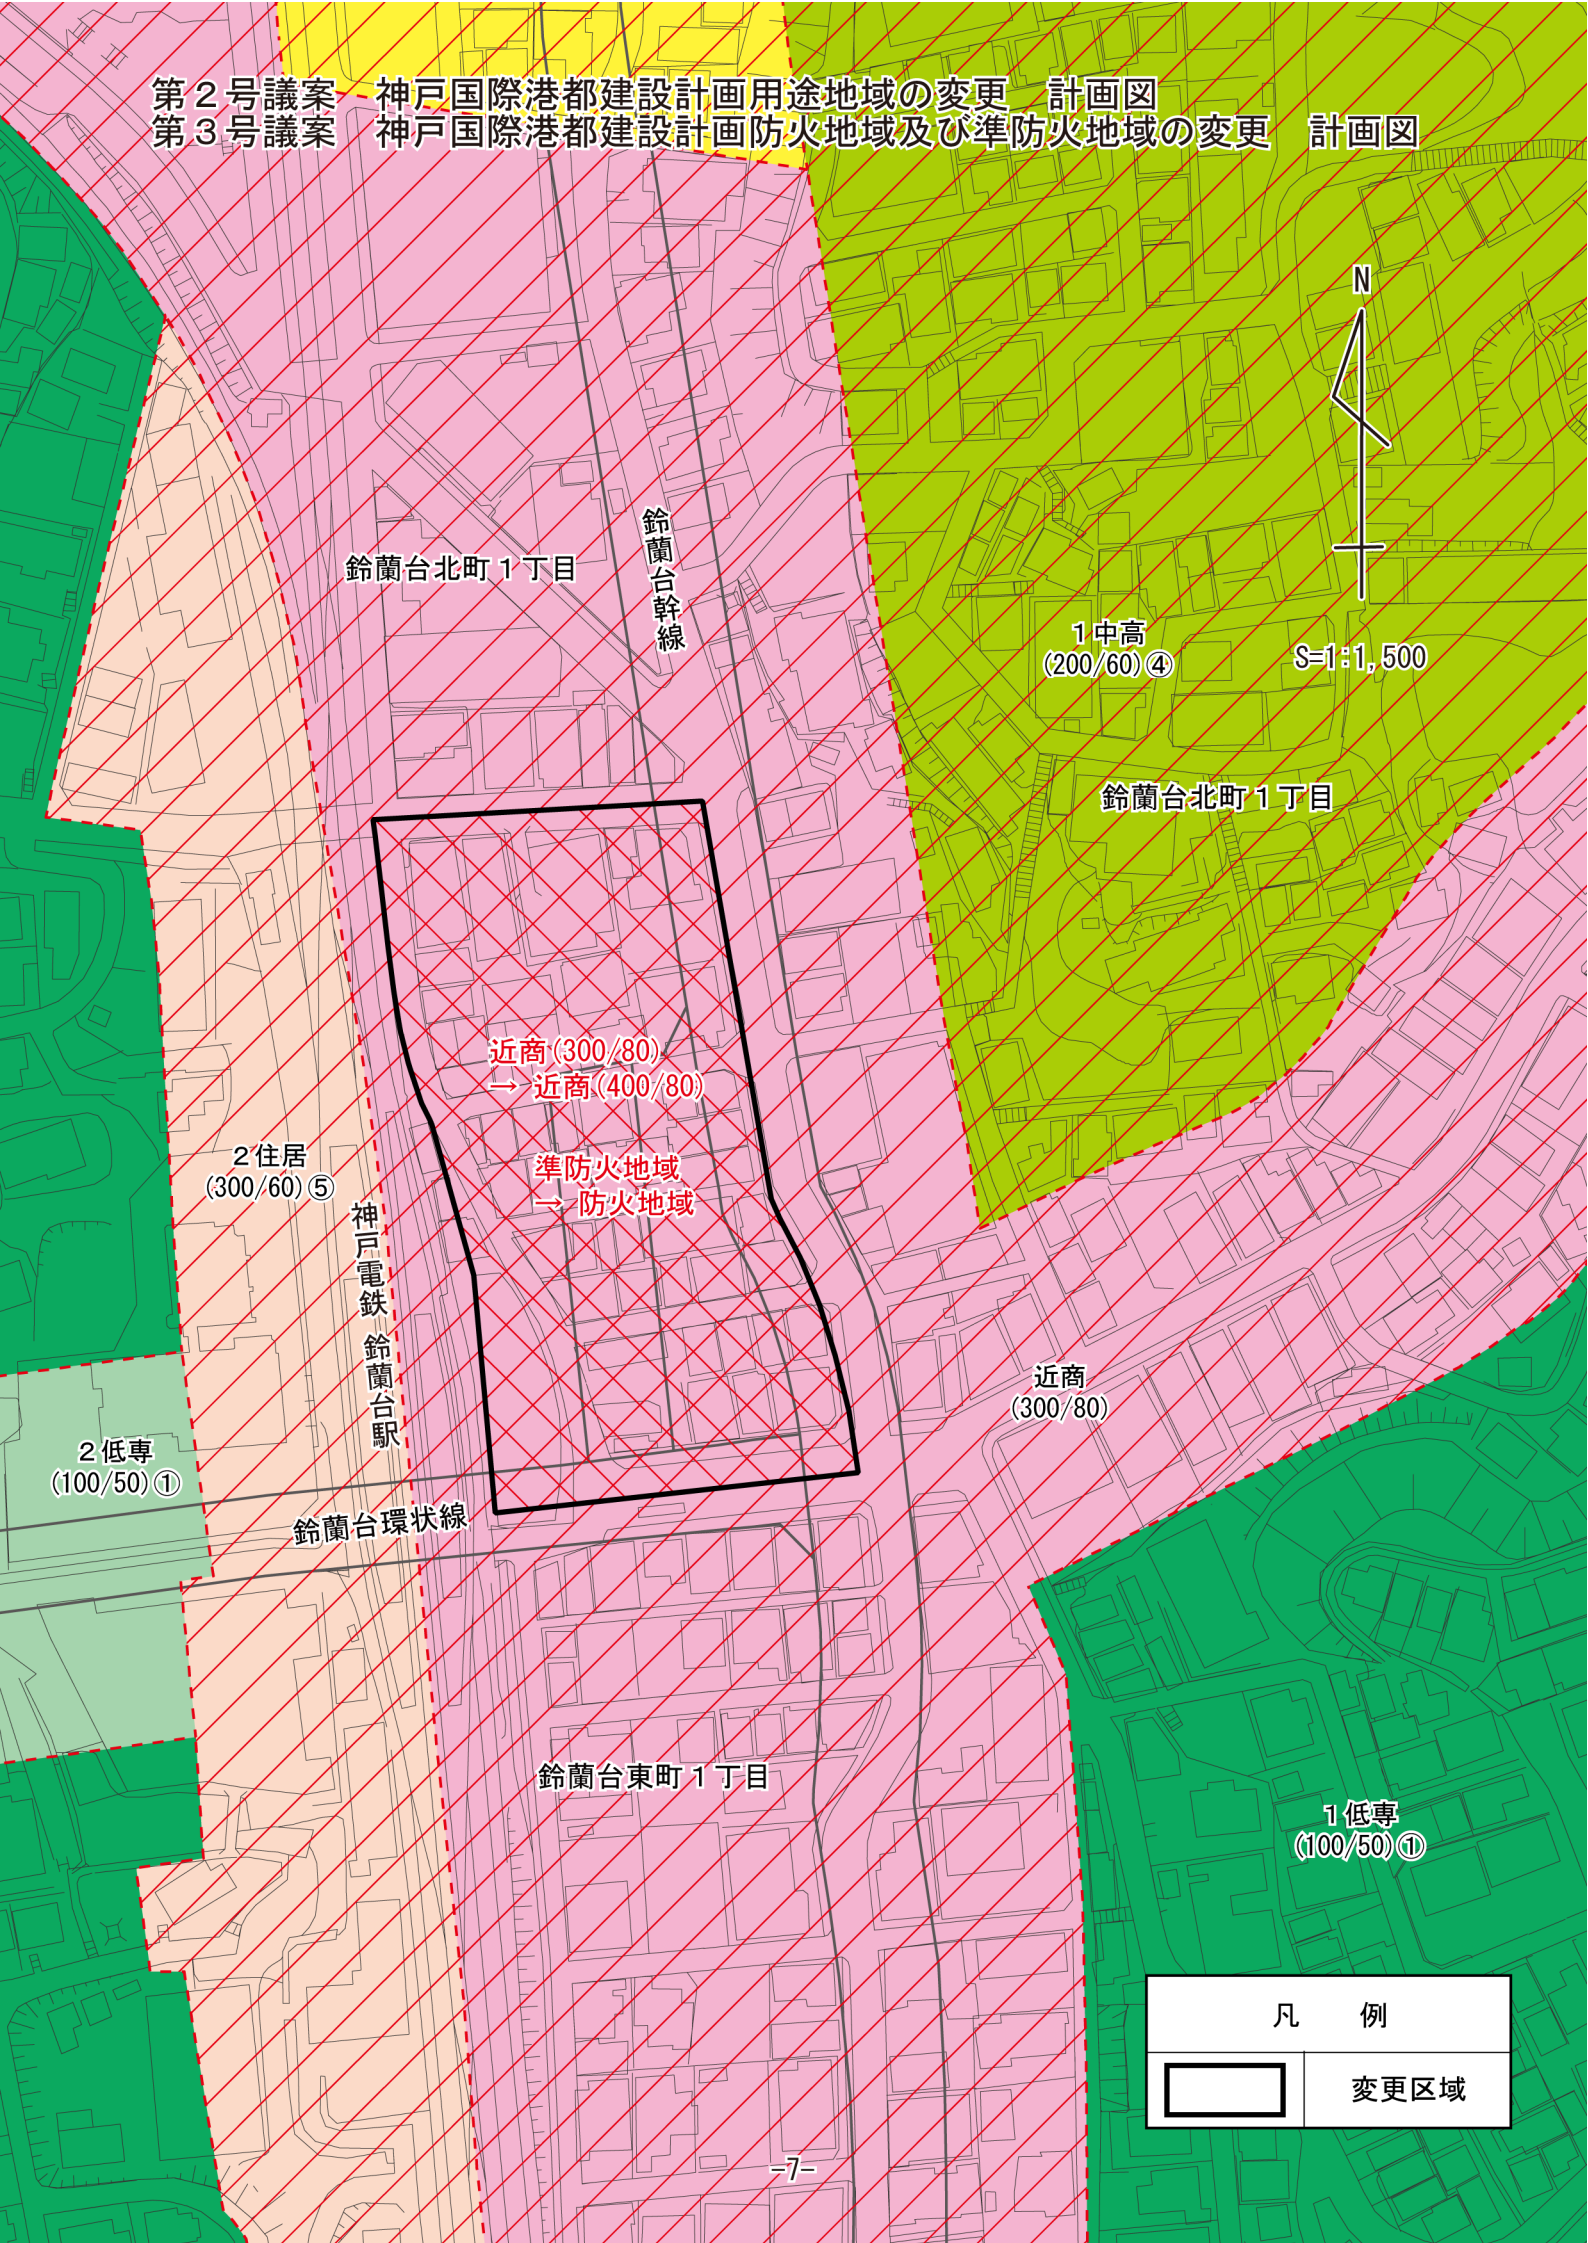 第２号議案　神戸国際港都建設計画用途地域の変更　計画図
第３号議案　神戸国際港都建設計画防火地域及び準防火地域の変更　計画図
N
S=1:1,500
鈴蘭台北町１丁目
鈴蘭台幹線
１中高
(200/60)④
鈴蘭台北町１丁目
近商(300/80)
→ 近商(400/80)
準防火地域
→ 防火地域
２住居
(300/60)⑤
神戸電鉄 鈴蘭台駅
近商
(300/80)
２低専
(100/50)①
鈴蘭台環状線
鈴蘭台東町１丁目
１低専
(100/50)①
凡　例
変更区域
-7-